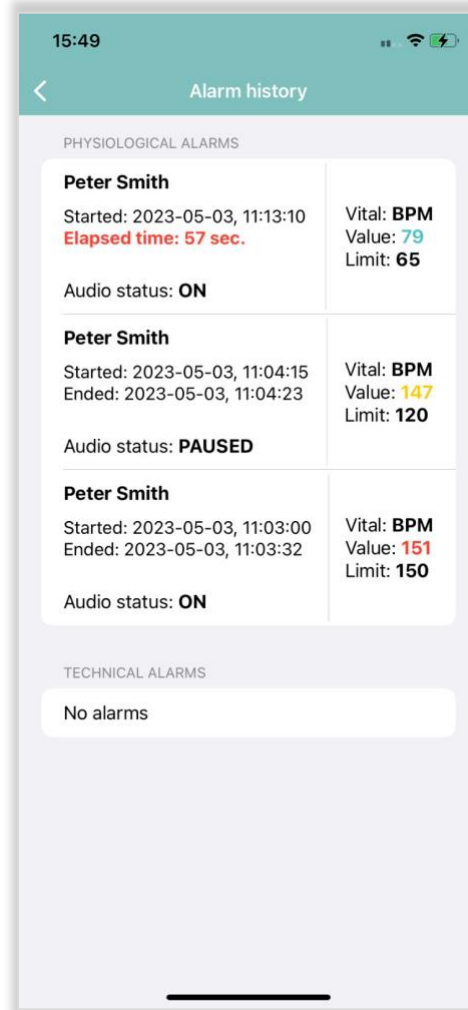 15:49
Alarm history
PHYSIOLOGICAL ALARMS
Peter Smith
Started: 2023-05-03, 11:13:10
Elapsed time: 57 sec.
Audio status: ON
Vital: BPM
Value: 79
Limit: 65
Peter Smith
Started: 2023-05-03, 11:04:15
Ended: 2023-05-03, 11:04:23
Audio status: PAUSED
Vital: BPM
Value: 147
Limit: 120
Peter Smith
Started: 2023-05-03, 11:03:00
Ended: 2023-05-03, 11:03:32
Audio status: ON
Vital: BPM
Value: 151
Limit: 150
TECHNICAL ALARMS
No alarms